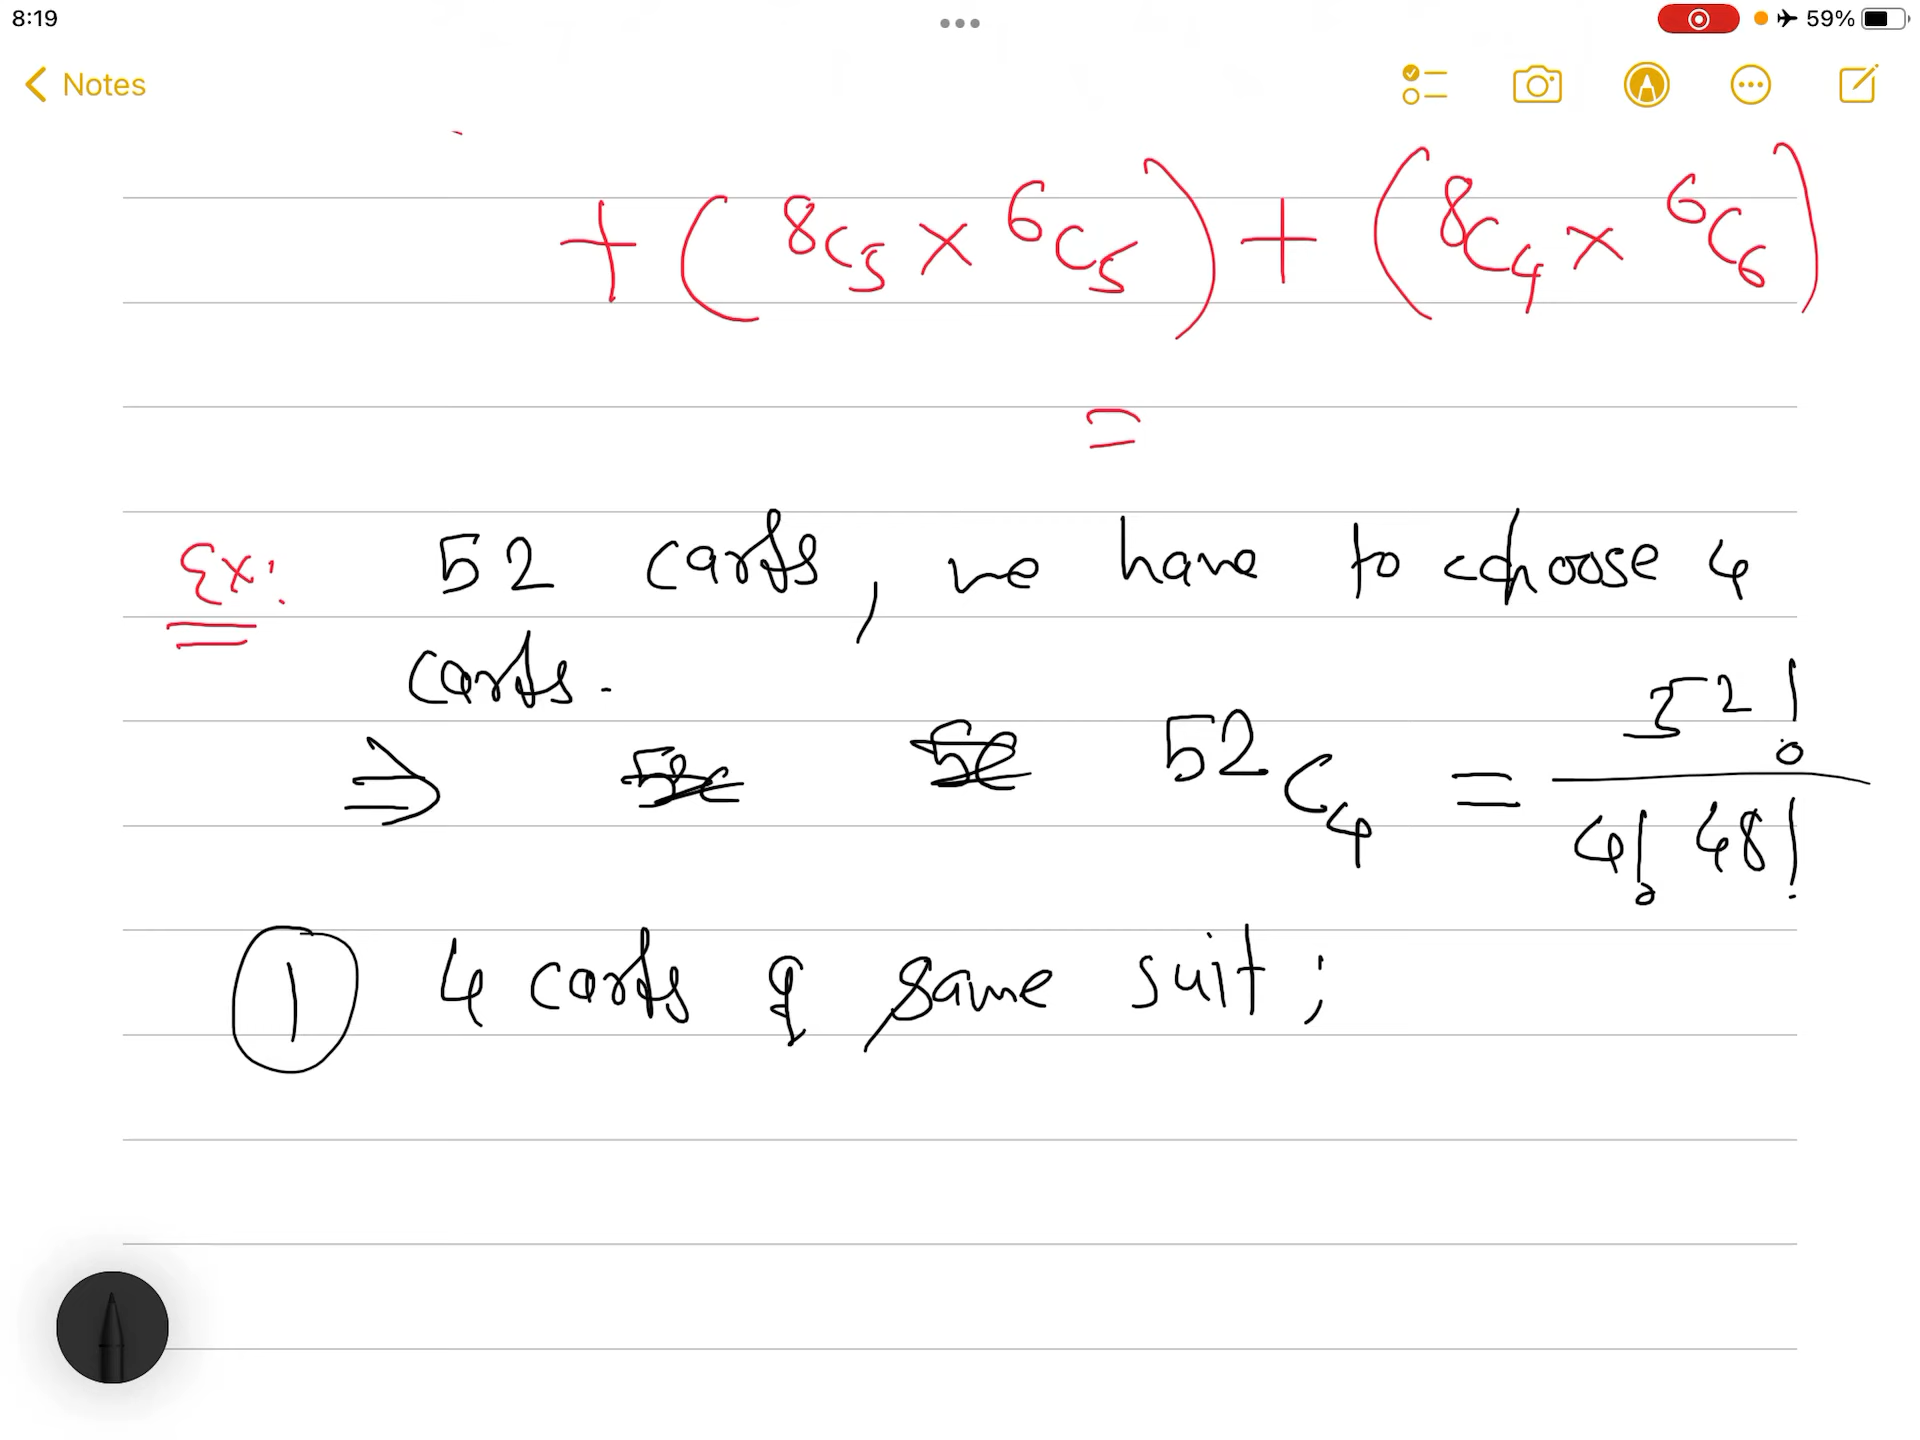 8:19
59%
Notes
+ (⁸C₅ × ⁶C₅) + (⁸C₄ × ⁶C₆)
=
Ex: 52 cards, we have to choose 4
cards.
⇒ ⁵²C₄ = 52! / 4! 48!
① 4 cards of same suit;